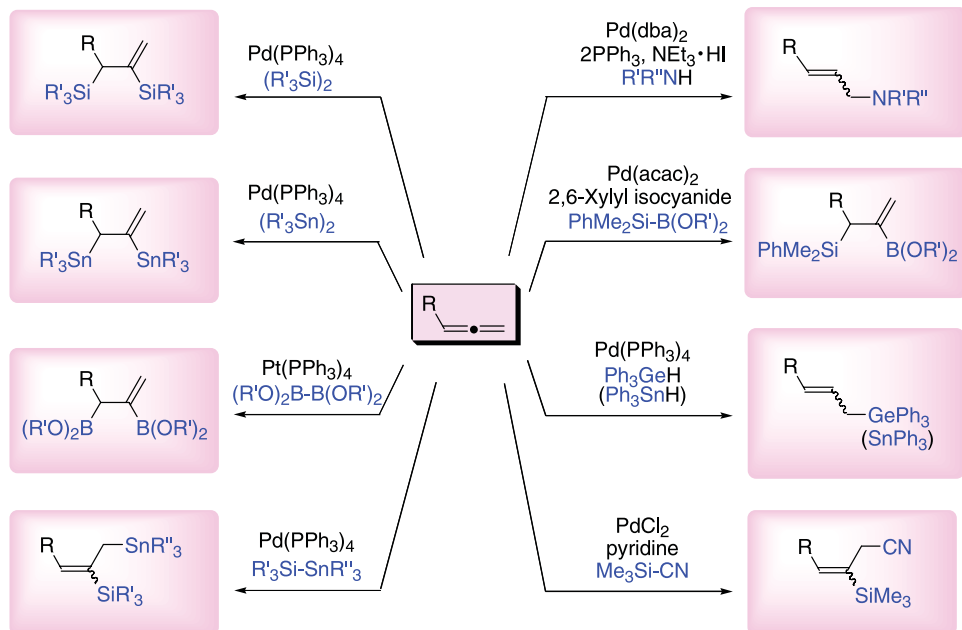 R
R'₃Si
SiR'₃
Pd(PPh₃)₄
(R'₃Si)₂
Pd(dba)₂
2PPh₃, NEt₃•HI
R'R"NH
R
NR'R"
R
R'₃Sn
SnR'₃
Pd(PPh₃)₄
(R'₃Sn)₂
Pd(acac)₂
2,6-Xylyl isocyanide
PhMe₂Si-B(OR')₂
R
PhMe₂Si
B(OR')₂
R
R
(R'O)₂B
B(OR')₂
Pt(PPh₃)₄
(R'O)₂B-B(OR')₂
Pd(PPh₃)₄
Ph₃GeH
(Ph₃SnH)
R
GePh₃
(SnPh₃)
R
SnR"₃
SiR'₃
Pd(PPh₃)₄
R'₃Si-SnR"₃
PdCl₂
pyridine
Me₃Si-CN
R
CN
SiMe₃